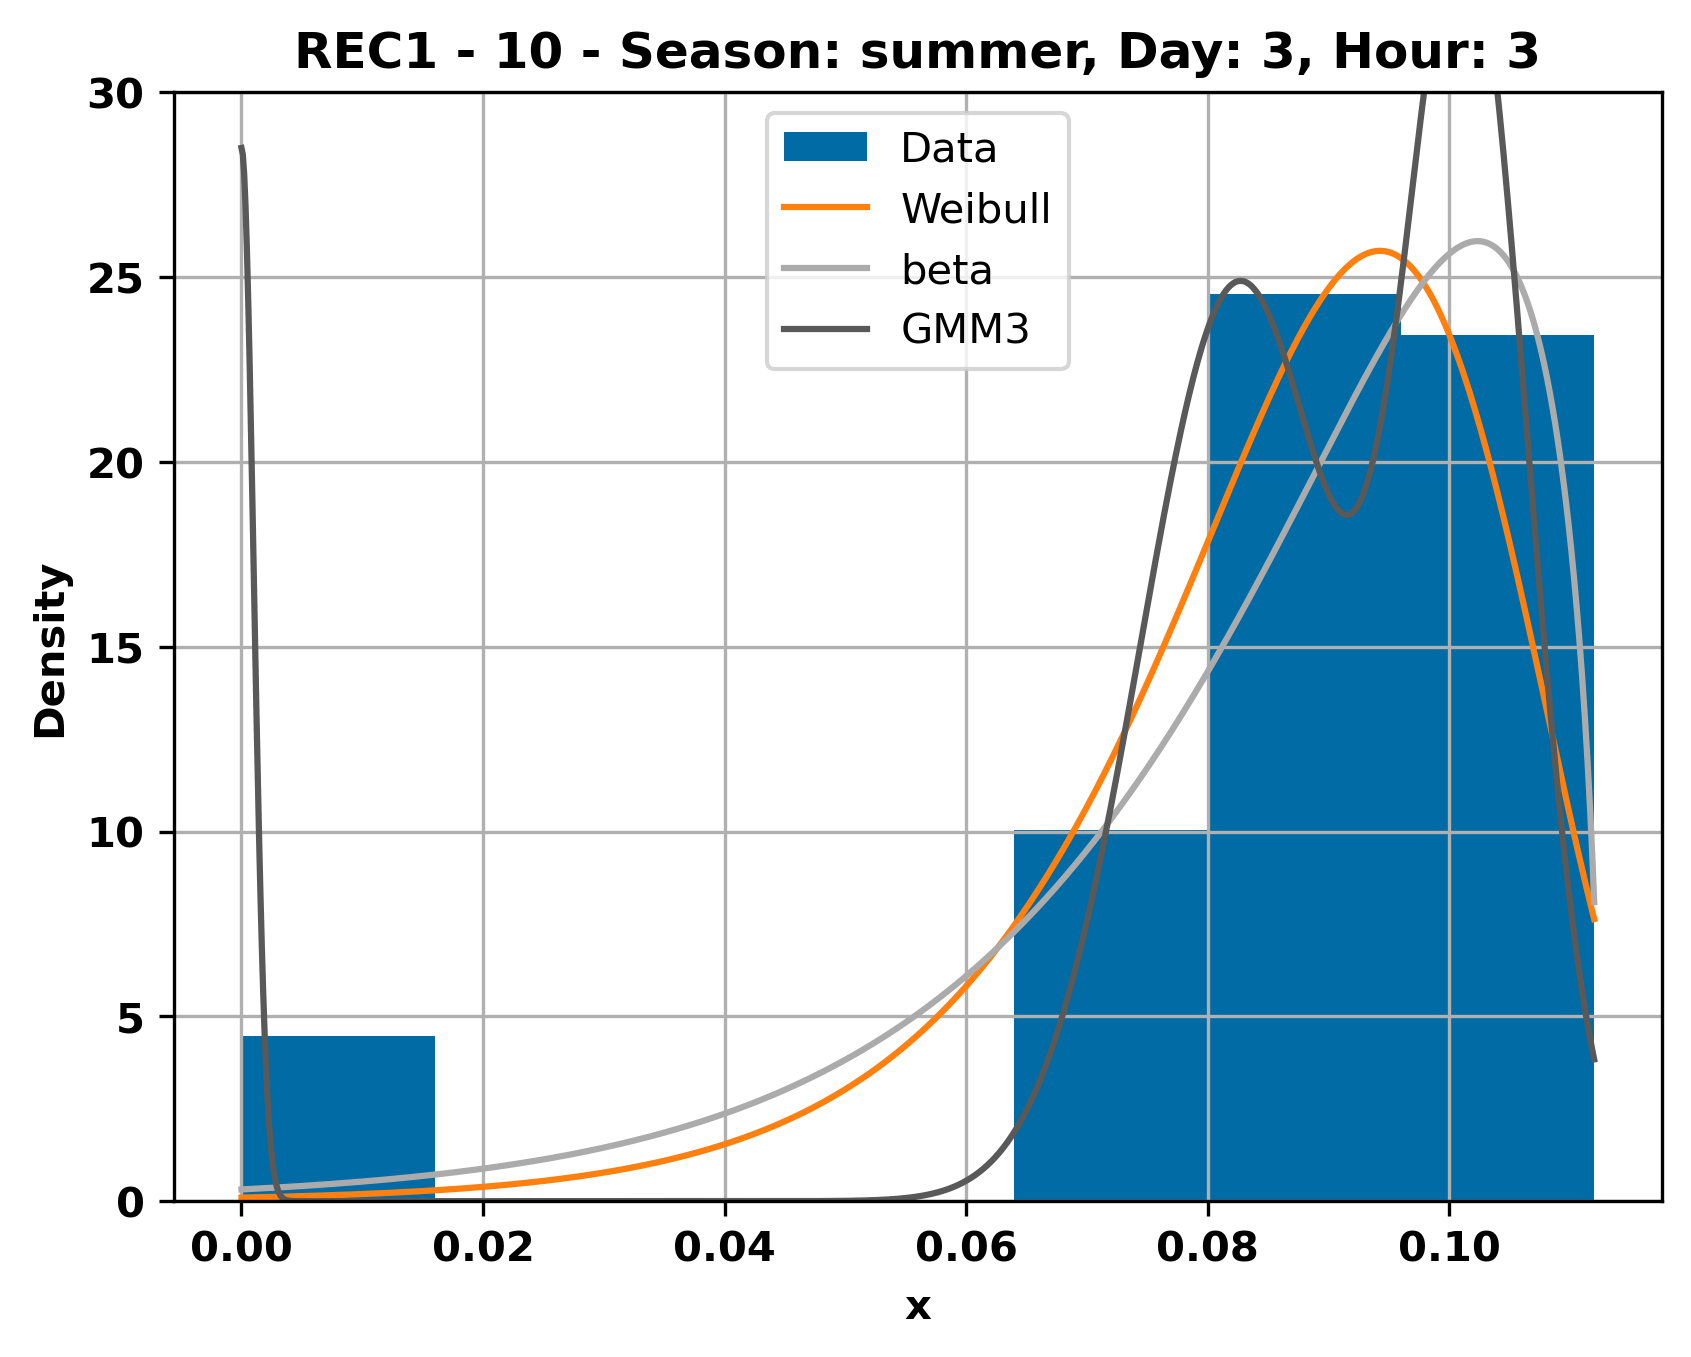 REC1 - 10 - Season: summer, Day: 3, Hour: 3
30
25
20
15
10
5
0
Density
Data
Weibull
beta
GMM3
0.00 0.02 0.04 0.06 0.08 0.10
x